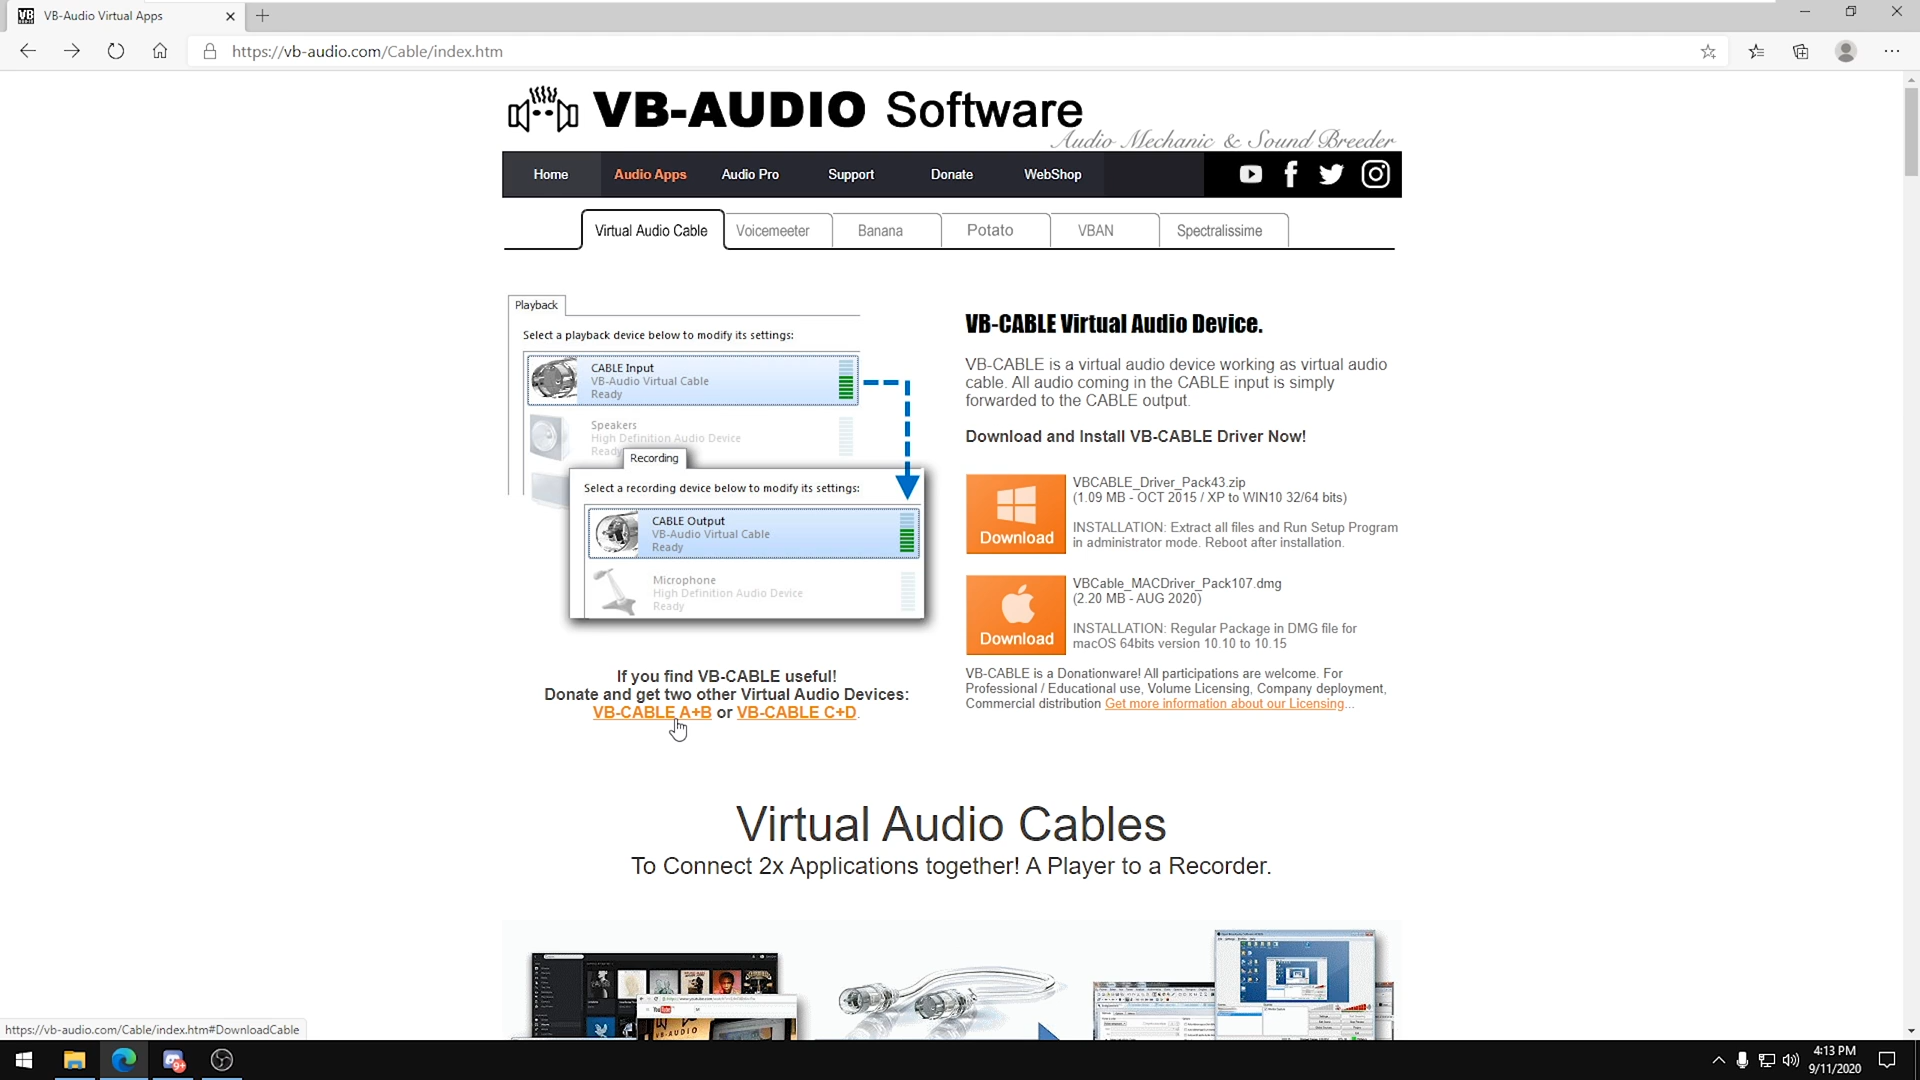 VB-Audio Virtual Apps
https://vb-audio.com/Cable/index.htm
VB-AUDIO Software
Audio Mechanic & Sound Breeder
Home Audio Apps Audio Pro Support Donate WebShop
Virtual Audio Cable Voicemeeter Banana Potato VBAN Spectralissime
Playback
Select a playback device below to modify its settings:
CABLE Input
VB-Audio Virtual Cable
Ready
Speakers
High Definition Audio Device
Ready
Recording
Select a recording device below to modify its settings:
CABLE Output
VB-Audio Virtual Cable
Ready
Microphone
High Definition Audio Device
Ready
If you find VB-CABLE useful!
Donate and get two other Virtual Audio Devices:
VB-CABLE A+B or VB-CABLE C+D.
VB-CABLE Virtual Audio Device.
VB-CABLE is a virtual audio device working as virtual audio
cable. All audio coming in the CABLE input is simply
forwarded to the CABLE output.
Download and Install VB-CABLE Driver Now!
Download
VBCABLE_Driver_Pack43.zip
(1.09 MB - OCT 2015 / XP to WIN10 32/64 bits)
INSTALLATION: Extract all files and Run Setup Program
in administrator mode. Reboot after installation.
Download
VBCable_MACDriver_Pack107.dmg
(2.20 MB - AUG 2020)
INSTALLATION: Regular Package in DMG file for
macOS 64bits version 10.10 to 10.15
VB-CABLE is a Donationware! All participations are welcome. For
Professional / Educational use, Volume Licensing, Company deployment,
Commercial distribution Get more information about our Licensing...
Virtual Audio Cables
To Connect 2x Applications together! A Player to a Recorder.
YouTube
VB-AUDIO
https://vb-audio.com/Cable/index.htm#DownloadCable
4:13 PM
9/11/2020